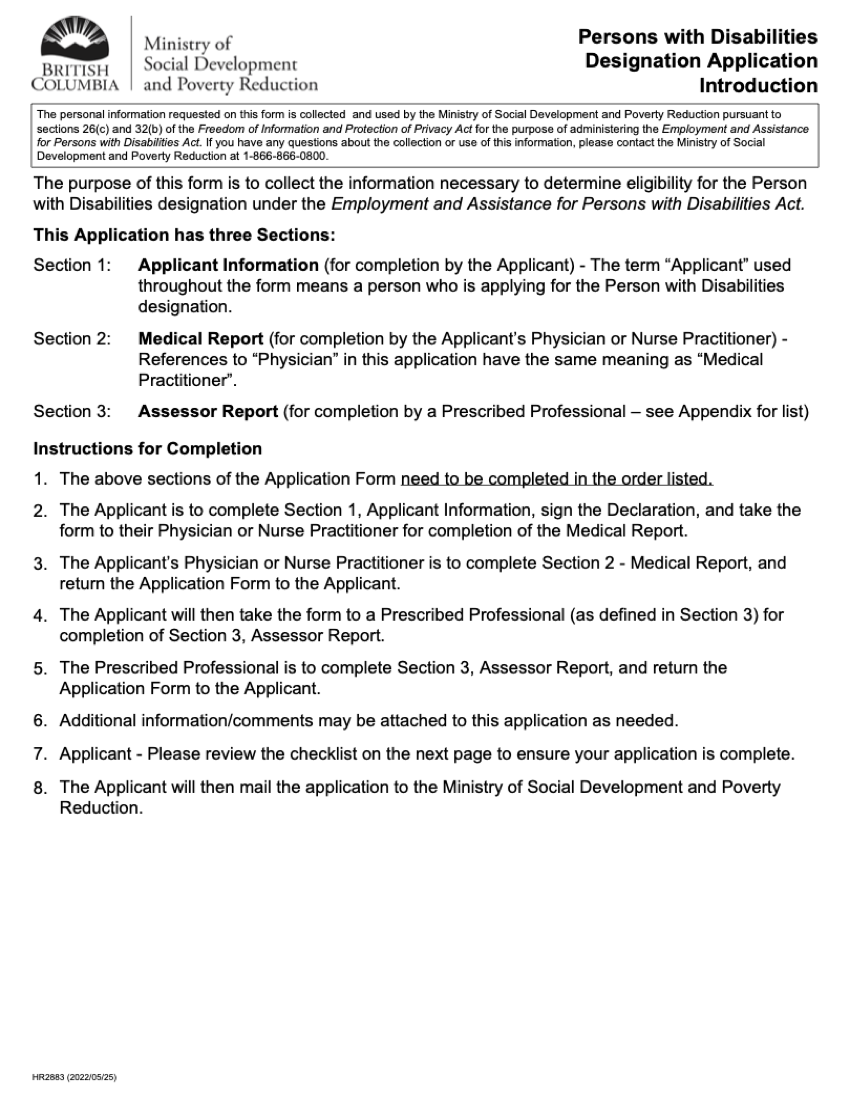 BRITISH
COLUMBIA
Ministry of
Social Development
and Poverty Reduction
Persons with Disabilities
Designation Application
Introduction
The personal information requested on this form is collected and used by the Ministry of Social Development and Poverty Reduction pursuant to
sections 26(c) and 32(b) of the Freedom of Information and Protection of Privacy Act for the purpose of administering the Employment and Assistance
for Persons with Disabilities Act. If you have any questions about the collection or use of this information, please contact the Ministry of Social
Development and Poverty Reduction at 1-866-866-0800.
The purpose of this form is to collect the information necessary to determine eligibility for the Person
with Disabilities designation under the Employment and Assistance for Persons with Disabilities Act.
This Application has three Sections:
Section 1: Applicant Information (for completion by the Applicant) - The term “Applicant” used
throughout the form means a person who is applying for the Person with Disabilities
designation.
Section 2: Medical Report (for completion by the Applicant’s Physician or Nurse Practitioner) -
References to “Physician” in this application have the same meaning as “Medical
Practitioner”.
Section 3: Assessor Report (for completion by a Prescribed Professional – see Appendix for list)
Instructions for Completion
1. The above sections of the Application Form need to be completed in the order listed.
2. The Applicant is to complete Section 1, Applicant Information, sign the Declaration, and take the
form to their Physician or Nurse Practitioner for completion of the Medical Report.
3. The Applicant’s Physician or Nurse Practitioner is to complete Section 2 - Medical Report, and
return the Application Form to the Applicant.
4. The Applicant will then take the form to a Prescribed Professional (as defined in Section 3) for
completion of Section 3, Assessor Report.
5. The Prescribed Professional is to complete Section 3, Assessor Report, and return the
Application Form to the Applicant.
6. Additional information/comments may be attached to this application as needed.
7. Applicant - Please review the checklist on the next page to ensure your application is complete.
8. The Applicant will then mail the application to the Ministry of Social Development and Poverty
Reduction.
HR2883 (2022/05/25)